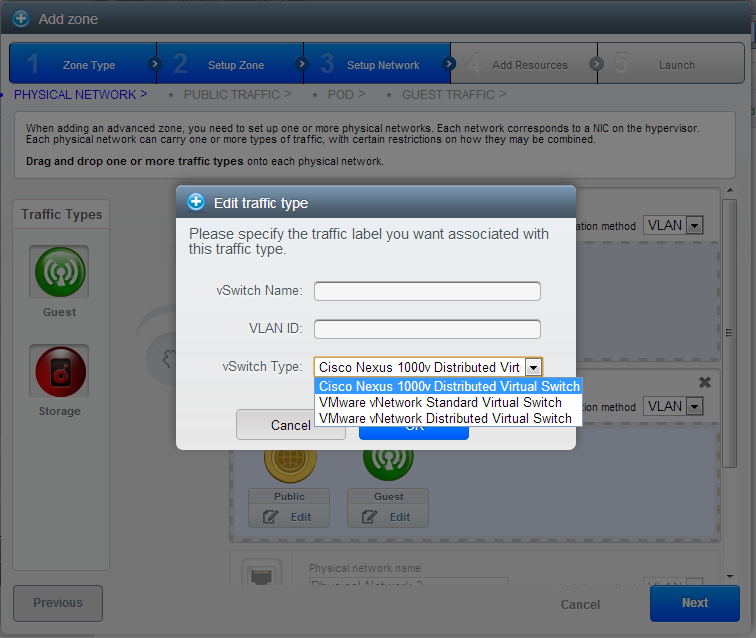 Add zone
1 Zone Type
2 Setup Zone
3 Setup Network
4 Add Resources
5 Launch
PHYSICAL NETWORK > • PUBLIC TRAFFIC > • POD > • GUEST TRAFFIC >
When adding an advanced zone, you need to set up one or more physical networks. Each network corresponds to a NIC on the hypervisor.
Each physical network can carry one or more types of traffic, with certain restrictions on how they may be combined.
Drag and drop one or more traffic types onto each physical network.
Traffic Types
Guest
Storage
Edit traffic type
Please specify the traffic label you want associated with
this traffic type.
vSwitch Name:
VLAN ID:
vSwitch Type: Cisco Nexus 1000v Distributed Virt
Cisco Nexus 1000v Distributed Virtual Switch
VMware vNetwork Standard Virtual Switch
VMware vNetwork Distributed Virtual Switch
Cancel
method VLAN
method VLAN
Public
Edit
Guest
Edit
Physical network name
Previous
Cancel
Next